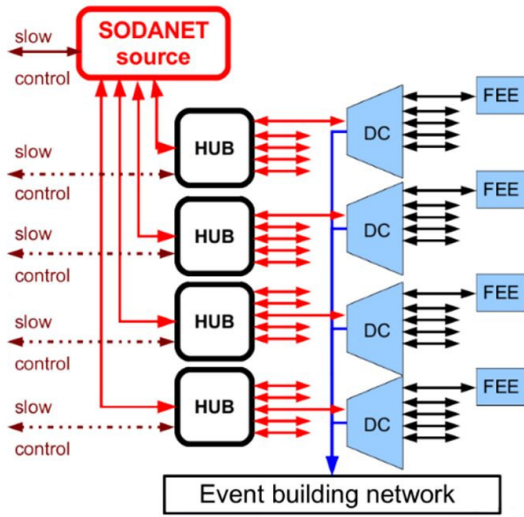 SODANET
source
slow
control
slow
control
slow
control
slow
control
slow
control
HUB
HUB
HUB
HUB
DC
DC
DC
DC
FEE
FEE
FEE
FEE
Event building network